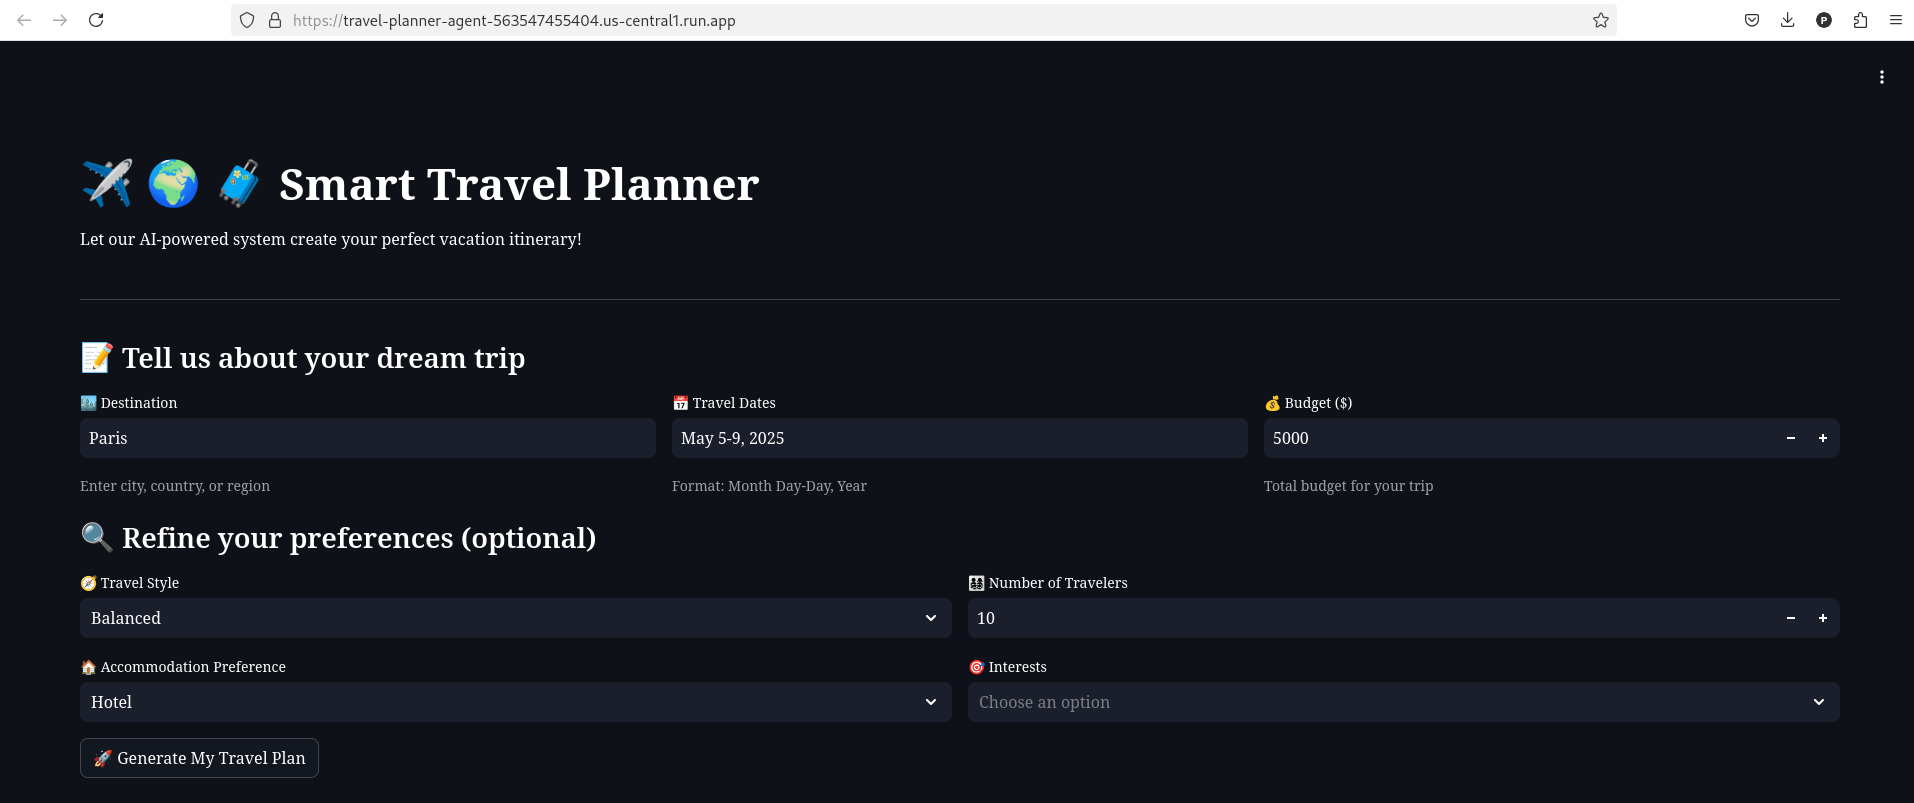 https://travel-planner-agent-563547455404.us-central1.run.app
P
✈️ 🌍 🧳 Smart Travel Planner
Let our AI-powered system create your perfect vacation itinerary!
📝 Tell us about your dream trip
🏙️ Destination 📅 Travel Dates 💰 Budget ($)
Paris May 5-9, 2025 5000 − +
Enter city, country, or region Format: Month Day-Day, Year Total budget for your trip
🔍 Refine your preferences (optional)
🧭 Travel Style 👨‍👩‍👧‍👦 Number of Travelers
Balanced 10 − +
🏠 Accommodation Preference 🎯 Interests
Hotel Choose an option
🚀 Generate My Travel Plan